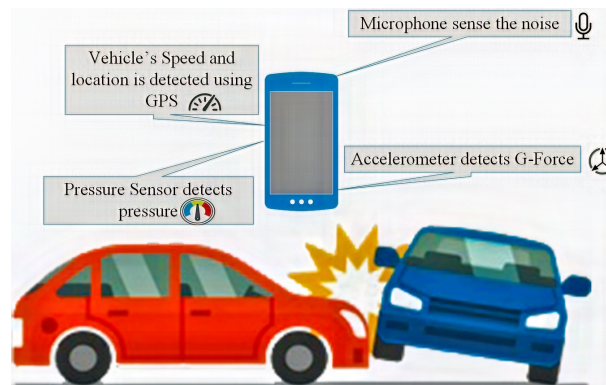 Microphone sense the noise
Vehicle`s Speed and
location is detected using
GPS
Accelerometer detects G-Force
Pressure Sensor detects
pressure